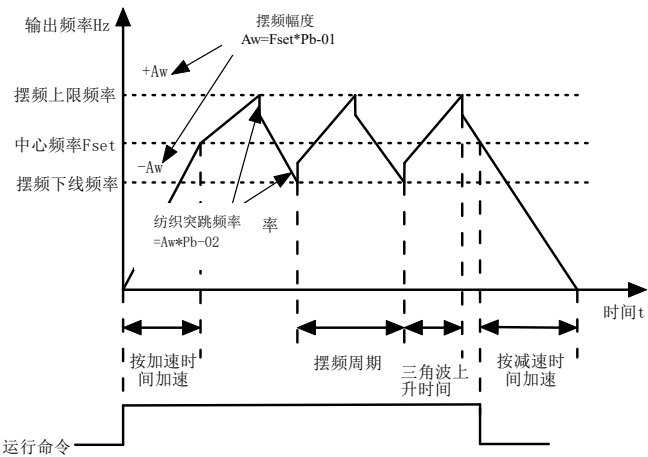 输出频率Hz
摆频幅度
Aw=Fset*Pb-01
+Aw
摆频上限频率
中心频率Fset
-Aw
摆频下线频率
纺织突跳频率 率
=Aw*Pb-02
时间t
按加速时
间加速
摆频周期
三角波上
升时间
按减速时
间加速
运行命令